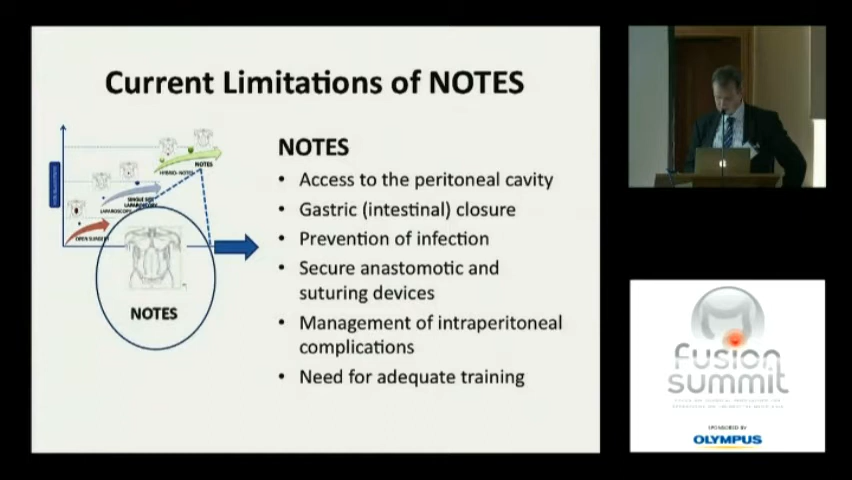 Current Limitations of NOTES
NOTES
• Access to the peritoneal cavity
• Gastric (intestinal) closure
• Prevention of infection
• Secure anastomotic and
suturing devices
• Management of intraperitoneal
complications
• Need for adequate training
NOTES
HYBRID-NOTES
SINGLE SITE
LAPAROSCOPY
LAPAROSCOPY
OPEN SURGERY
NOTES
fusion
summit
SPONSORED BY
OLYMPUS